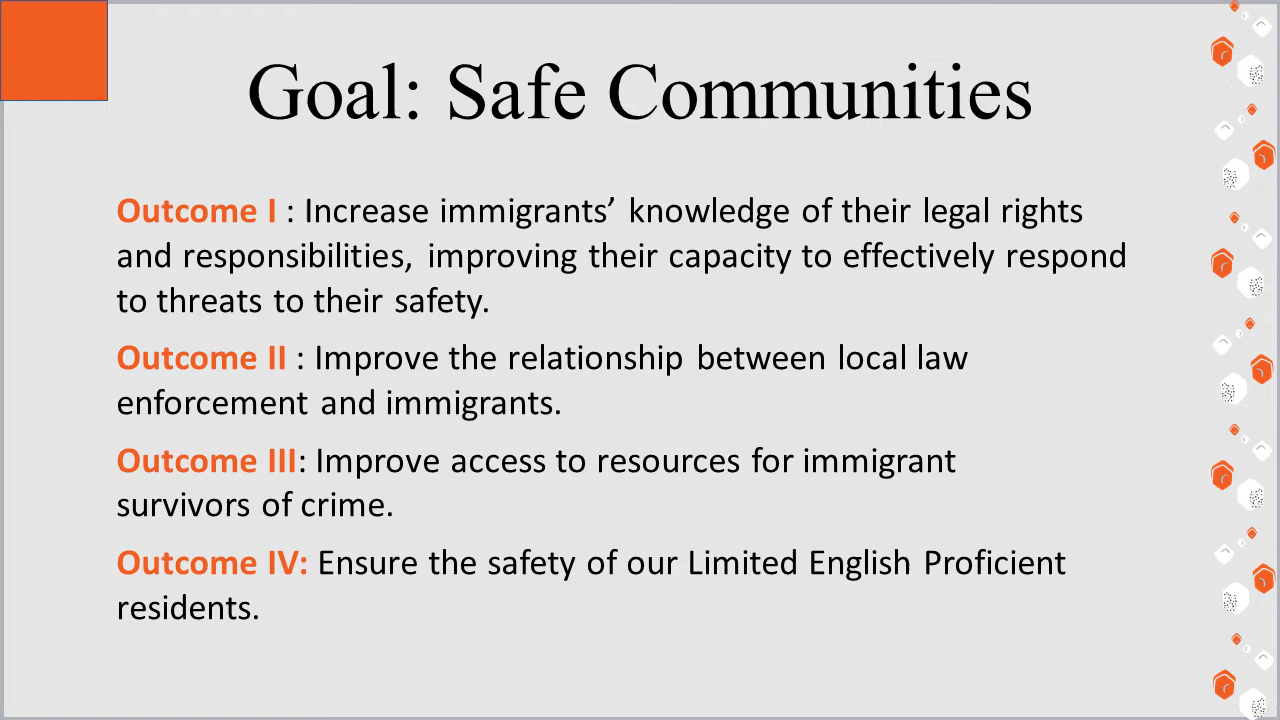 Goal: Safe Communities
Outcome I : Increase immigrants’ knowledge of their legal rights
and responsibilities, improving their capacity to effectively respond
to threats to their safety.
Outcome II : Improve the relationship between local law
enforcement and immigrants.
Outcome III: Improve access to resources for immigrant
survivors of crime.
Outcome IV: Ensure the safety of our Limited English Proficient
residents.